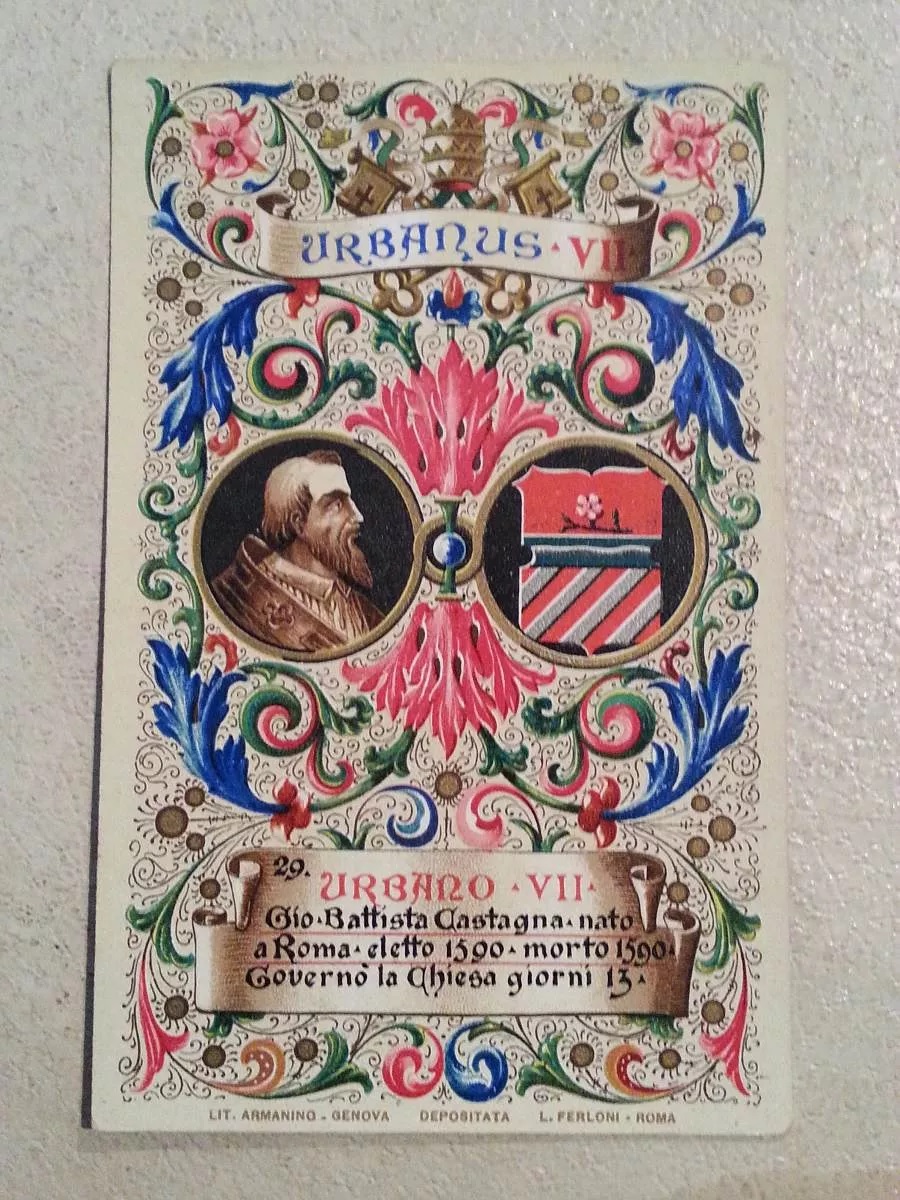 URBANUS · VII·
29.
URBANO · VII·
Gio·Battista Castagna·nato
a Roma·eletto 1590·morto 1590·
Governò la Chiesa giorni 13·
LIT. ARMANINO - GENOVA DEPOSITATA L. FERLONI - ROMA